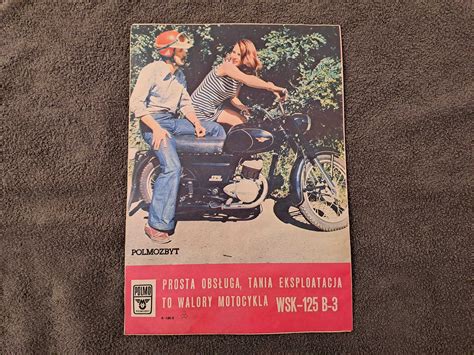 POLMOZBYT
PROSTA OBSŁUGA, TANIA EKSPLOATACJA
TO WALORY MOTOCYKLA WSK-125 B-3
POLMO